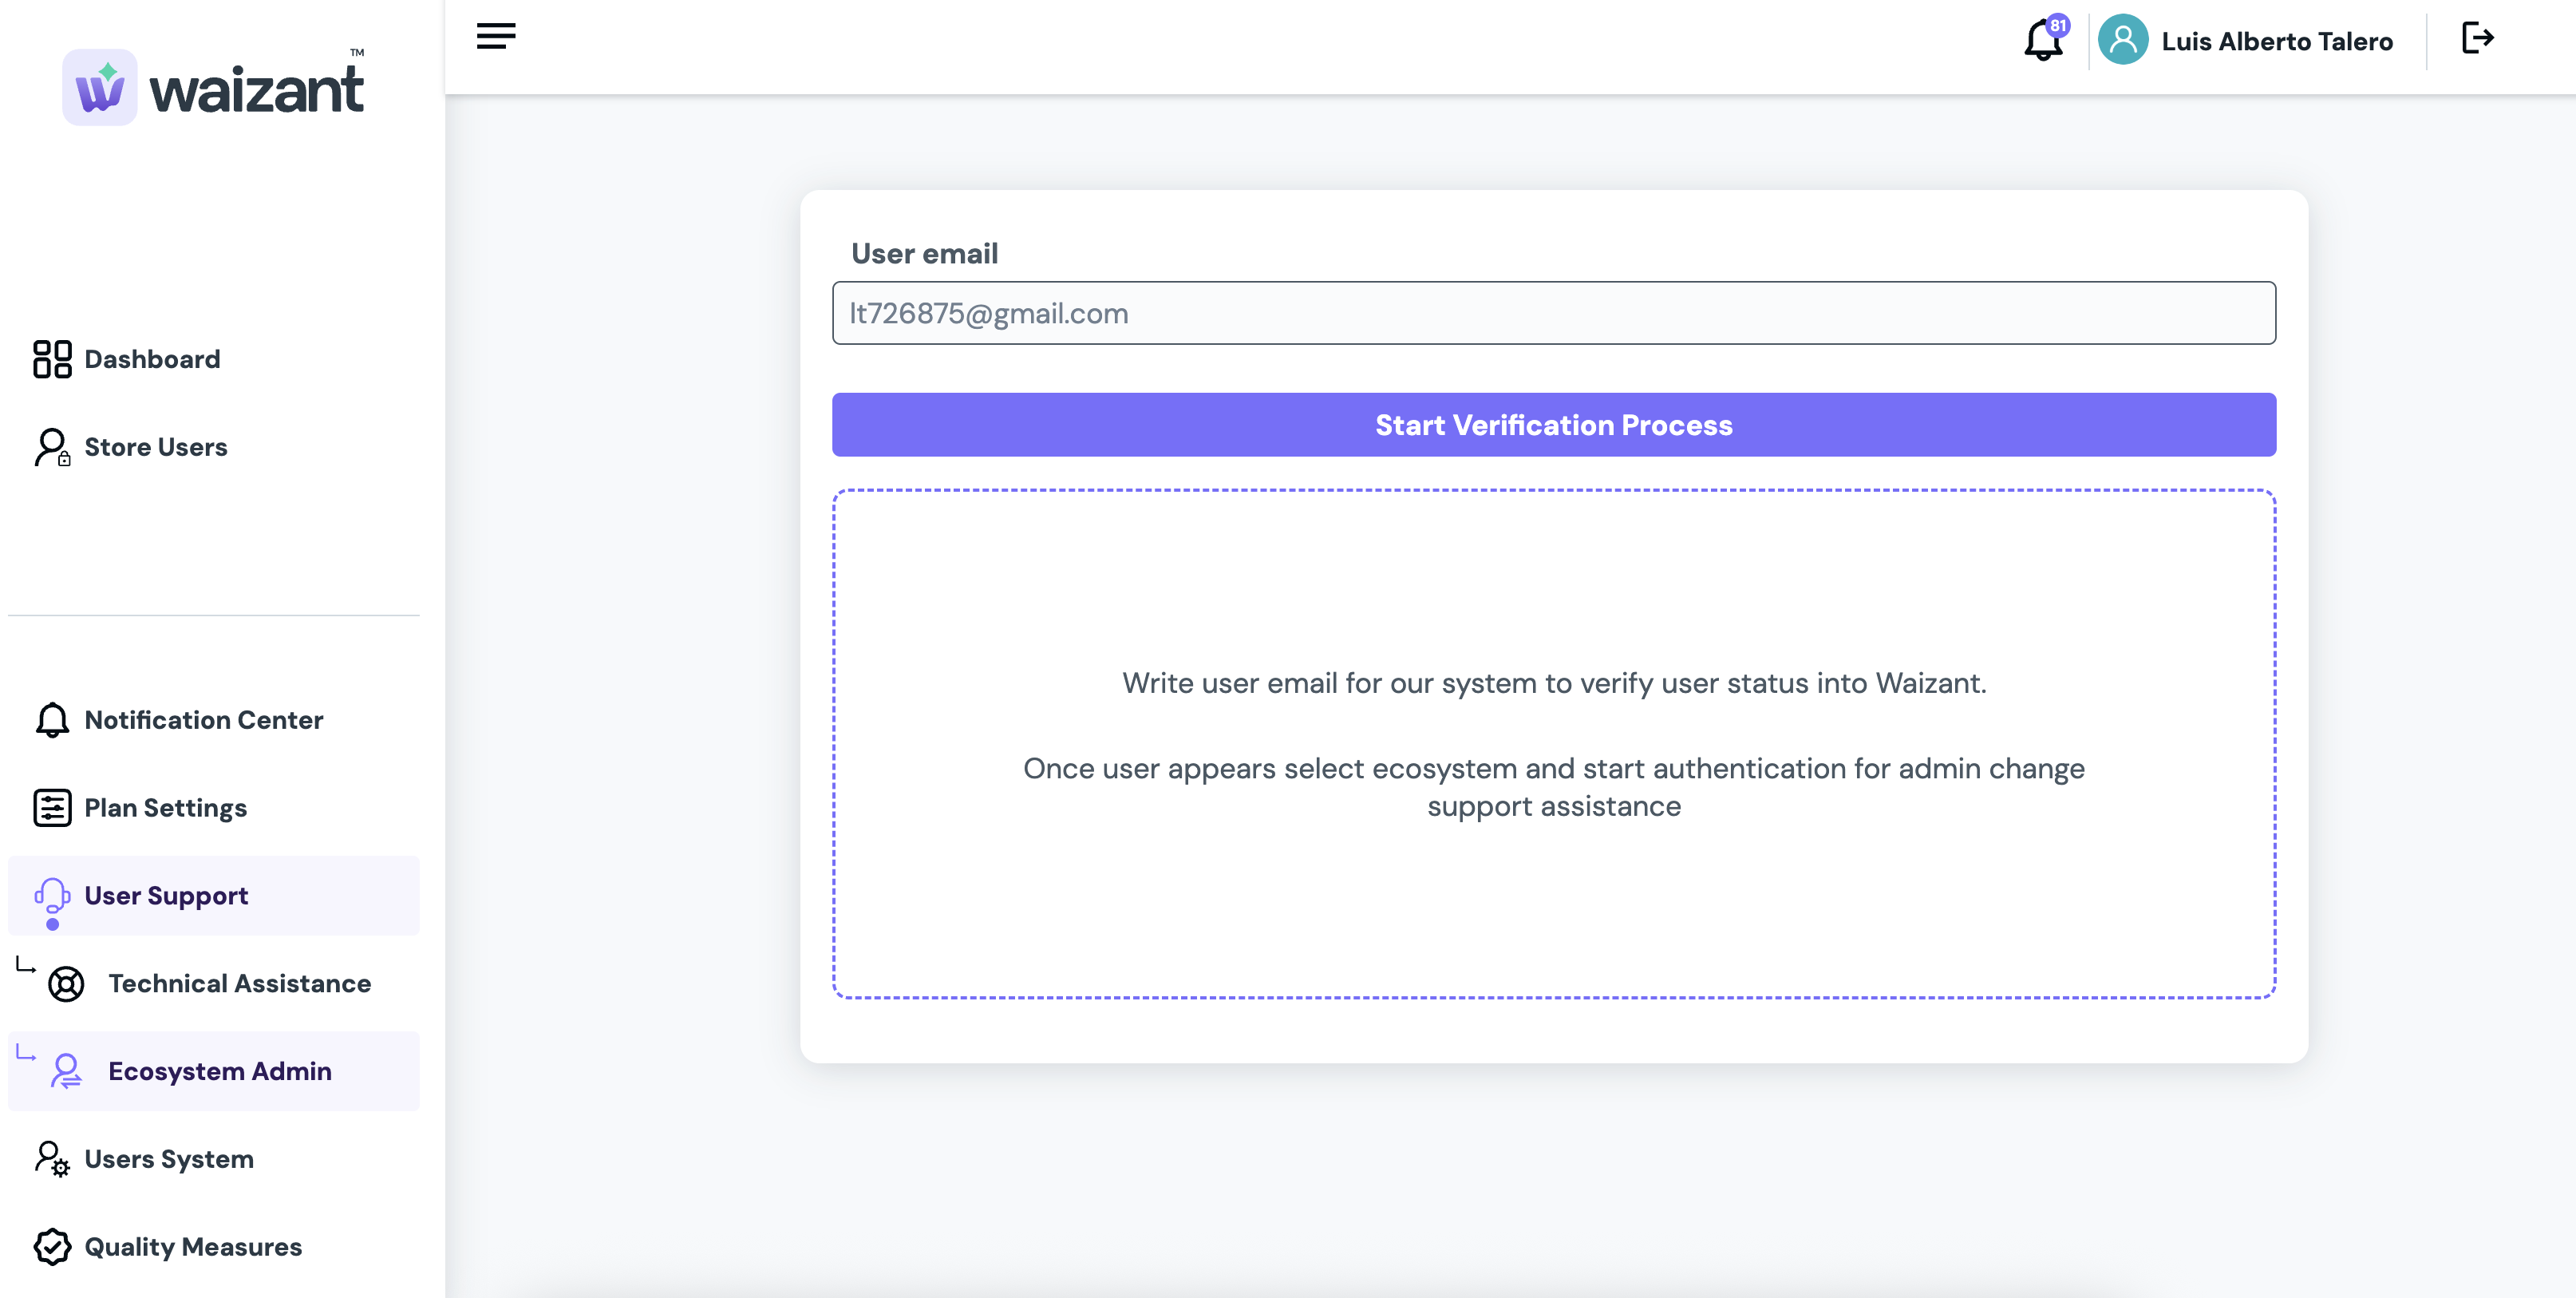 waizant™
81
Luis Alberto Talero
Dashboard
Store Users
Notification Center
Plan Settings
User Support
Technical Assistance
Ecosystem Admin
Users System
Quality Measures
User email
lt726875@gmail.com
Start Verification Process
Write user email for our system to verify user status into Waizant.
Once user appears select ecosystem and start authentication for admin change
support assistance